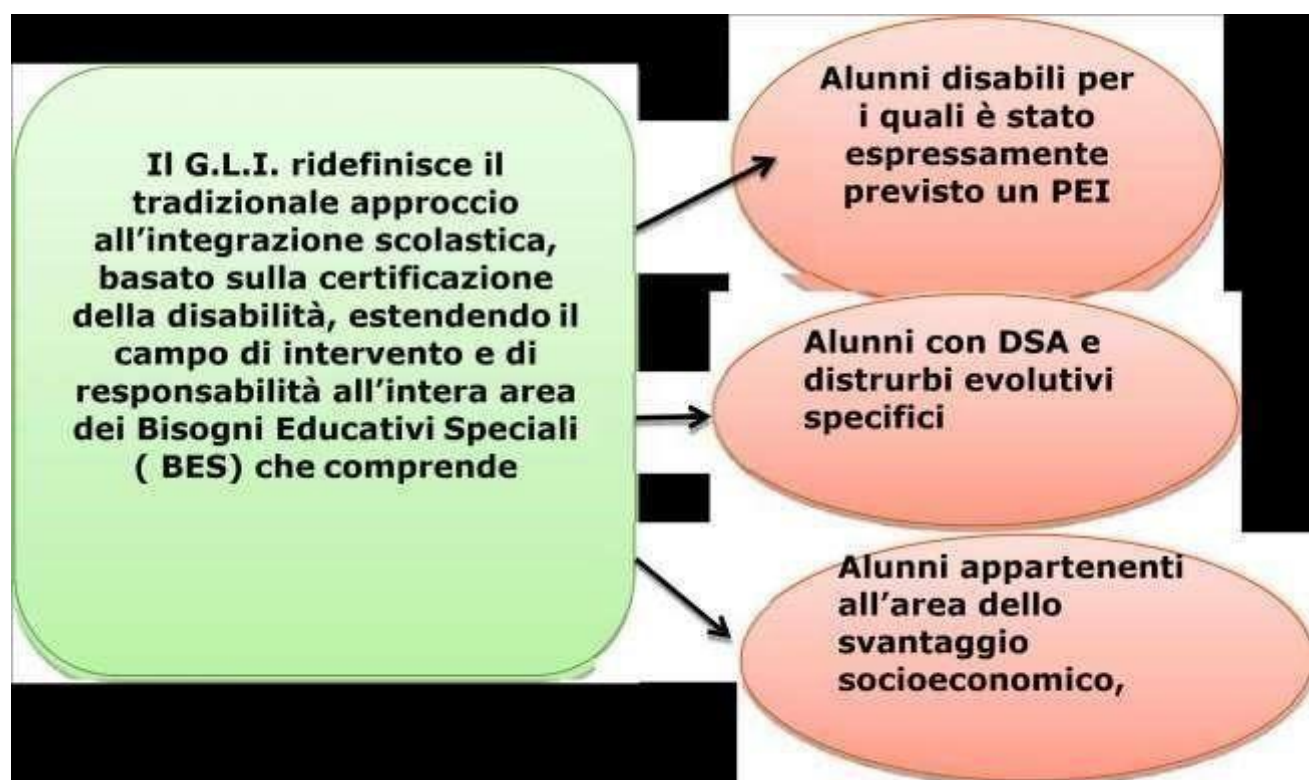 Il G.L.I. ridefinisce il
tradizionale approccio
all’integrazione scolastica,
basato sulla certificazione
della disabilità, estendendo il
campo di intervento e di
responsabilità all’intera area
dei Bisogni Educativi Speciali
( BES) che comprende
Alunni disabili per
i quali è stato
espressamente
previsto un PEI
Alunni con DSA e
distrurbi evolutivi
specifici
Alunni appartenenti
all’area dello
svantaggio
socioeconomico,